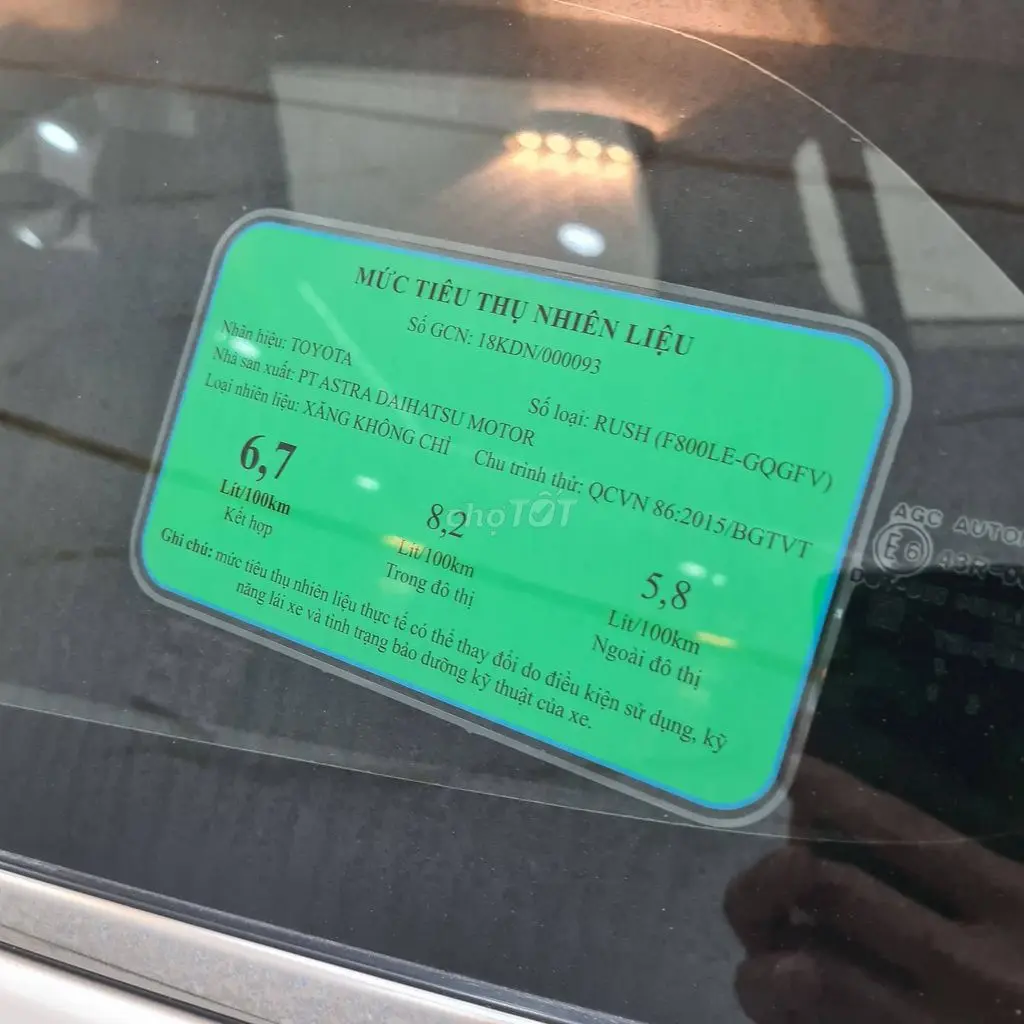 MỨC TIÊU THỤ NHIÊN LIỆU
Số GCN: 18KDN/000093
Nhãn hiệu: TOYOTA
Số loại: RUSH (F800LE-GQGFV)
Nhà sản xuất: PT ASTRA DAIHATSU MOTOR
Loại nhiên liệu: XĂNG KHÔNG CHÌ
Chu trình thử: QCVN 86:2015/BGTVT
6,7
Lít/100km
Kết hợp
8,2
Lít/100km
Trong đô thị
5,8
Lít/100km
Ngoài đô thị
Ghi chú: mức tiêu thụ nhiên liệu thực tế có thể thay đổi do điều kiện sử dụng, kỹ
năng lái xe và tình trạng bảo dưỡng kỹ thuật của xe.
chợTỐT
AGC
E6 43R-